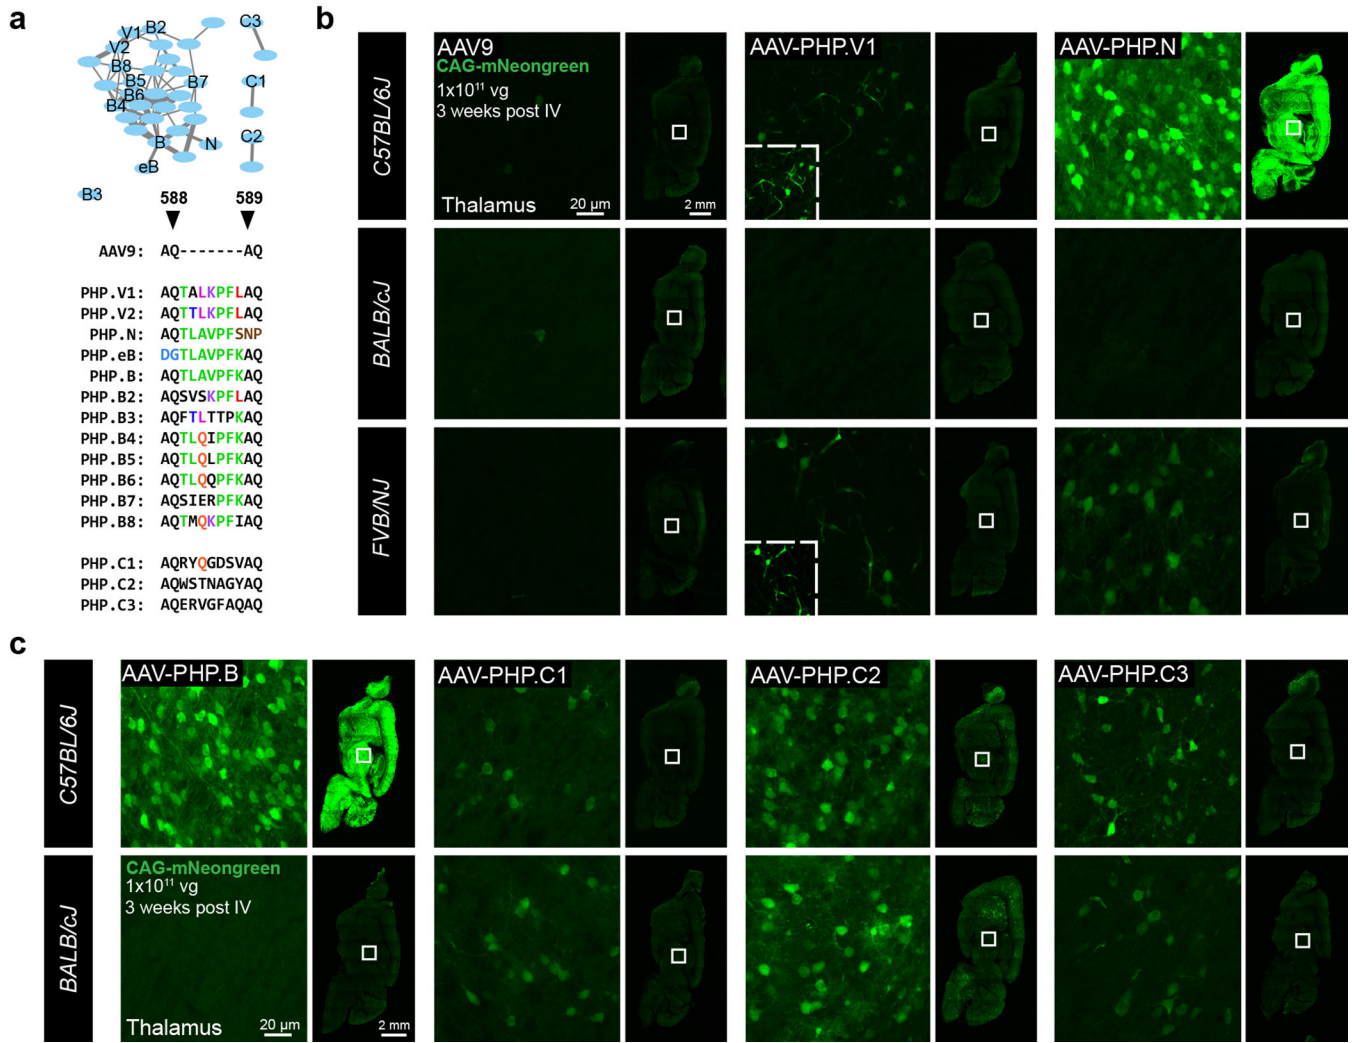 a
B2
C3
V1
V2
B8
B5
B7
C1
B6
B4
B
N
C2
eB
B3
588
589
AAV9: AQ-------AQ
PHP.V1: AQTALKPFLAQ
PHP.V2: AQTTLKPFLAQ
PHP.N: AQTLAVPFSNP
PHP.eB: DGTLAVPFKAQ
PHP.B: AQTLAVPFKAQ
PHP.B2: AQSVSKPFLAQ
PHP.B3: AQFTLTTPKAQ
PHP.B4: AQTLQIPFKAQ
PHP.B5: AQTLQLPFKAQ
PHP.B6: AQTLQQPFKAQ
PHP.B7: AQSIERPFKAQ
PHP.B8: AQTMQKPFIAQ
PHP.C1: AQRYQGDSVAQ
PHP.C2: AQWSTNAGYAQ
PHP.C3: AQERVGFAQAQ
b
C57BL/6J
AAV9
CAG-mNeongreen
1x10¹¹ vg
3 weeks post IV
Thalamus
20 µm
2 mm
AAV-PHP.V1
AAV-PHP.N
BALB/cJ
FVB/NJ
c
C57BL/6J
AAV-PHP.B
AAV-PHP.C1
AAV-PHP.C2
AAV-PHP.C3
BALB/cJ
CAG-mNeongreen
1x10¹¹ vg
3 weeks post IV
Thalamus
20 µm
2 mm